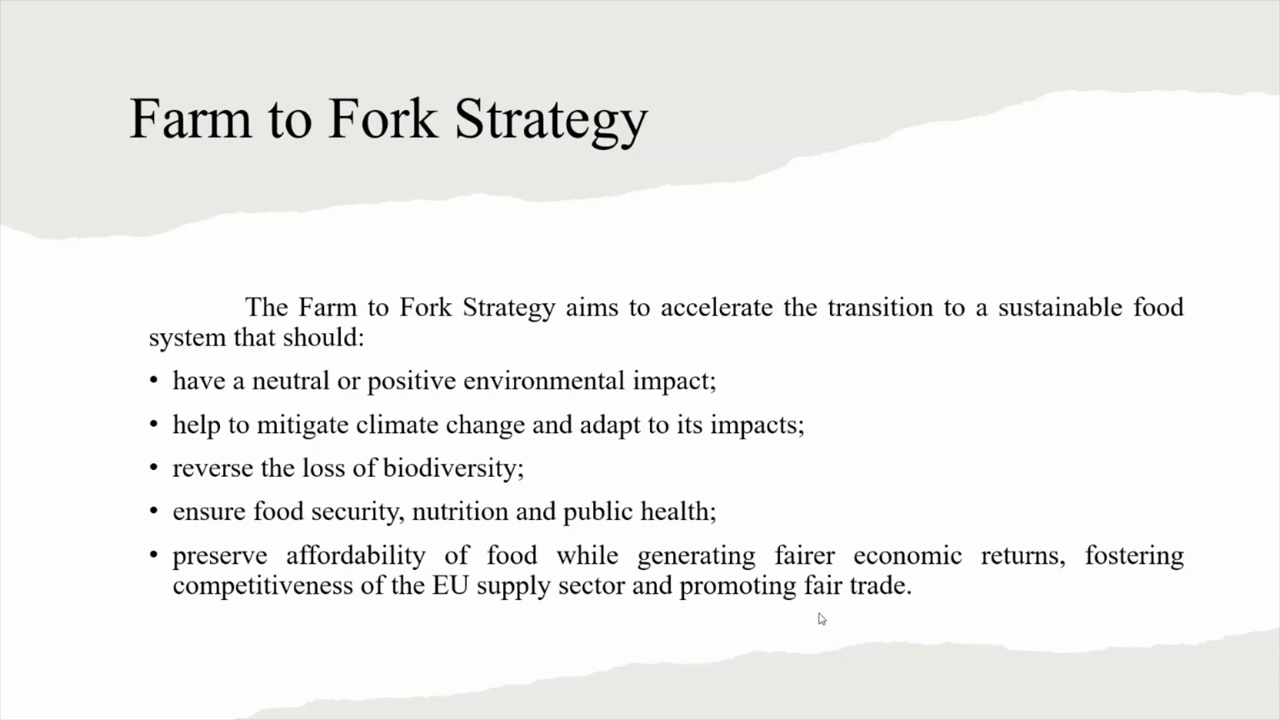 Farm to Fork Strategy
The Farm to Fork Strategy aims to accelerate the transition to a sustainable food
system that should:
• have a neutral or positive environmental impact;
• help to mitigate climate change and adapt to its impacts;
• reverse the loss of biodiversity;
• ensure food security, nutrition and public health;
• preserve affordability of food while generating fairer economic returns, fostering
competitiveness of the EU supply sector and promoting fair trade.